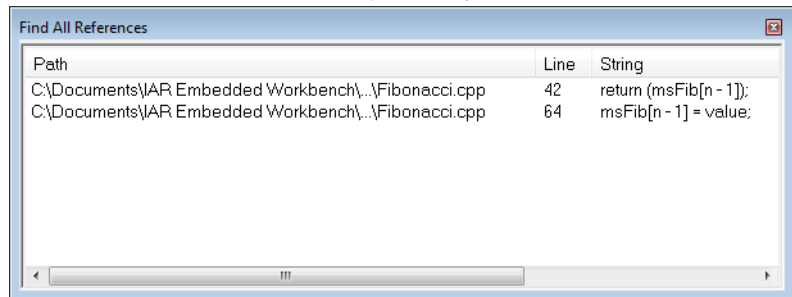 Find All References
Path Line String
C:\Documents\IAR Embedded Workbench\...\Fibonacci.cpp 42 return (msFib[n - 1]);
C:\Documents\IAR Embedded Workbench\...\Fibonacci.cpp 64 msFib[n - 1] = value;